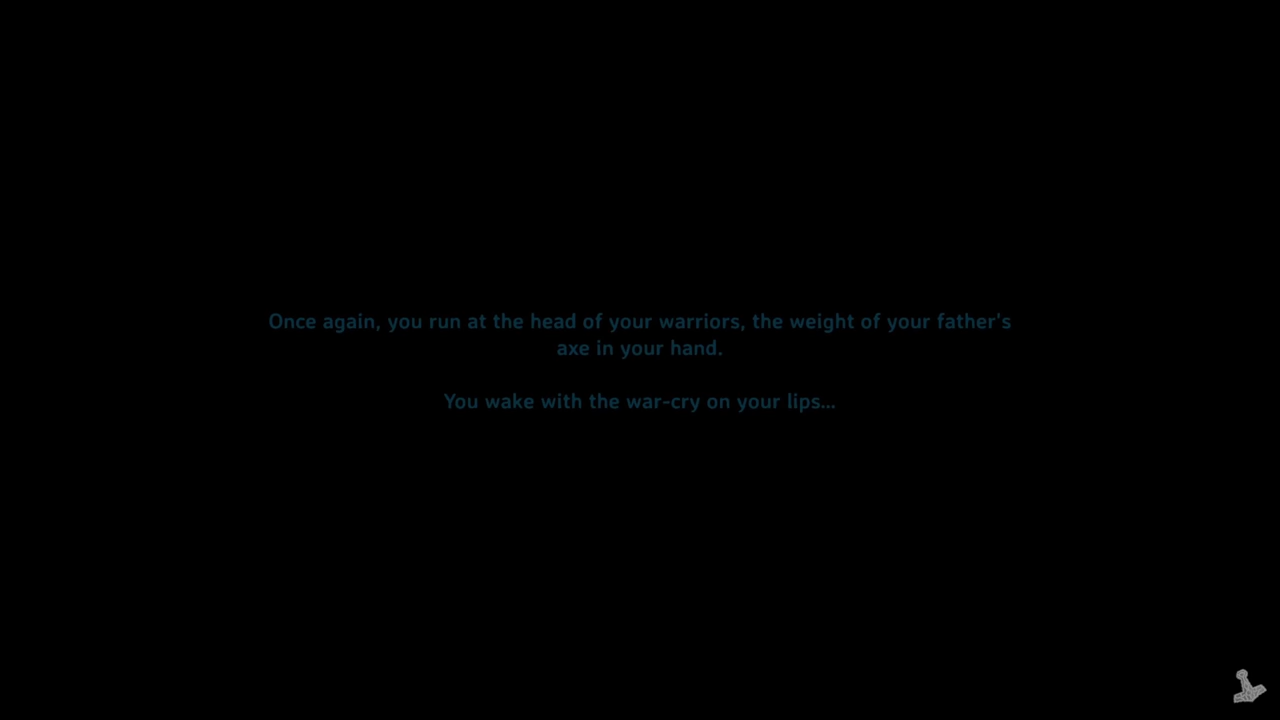 Once again, you run at the head of your warriors, the weight of your father's
axe in your hand.
You wake with the war-cry on your lips...